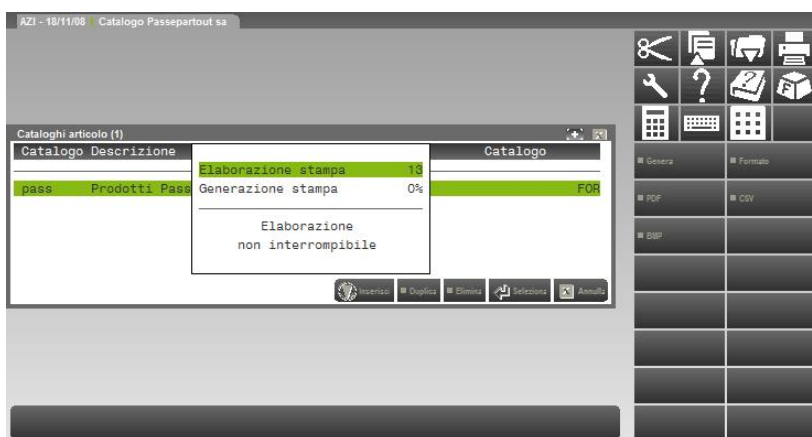 AZI - 18/11/08 Catalogo Passepartout sa
Cataloghi articolo (1)
Catalogo Descrizione Catalogo
pass Prodotti Pass FOR
Elaborazione stampa 13
Generazione stampa 0%
Elaborazione
non interrompibile
Inserisci Duplica Elimina Seleziona Annulla
Genera Formato
PDF CSV
BMP